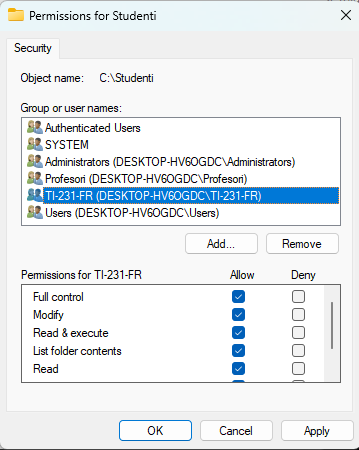 Permissions for Studenti
Security
Object name: C:\Studenti
Group or user names:
Authenticated Users
SYSTEM
Administrators (DESKTOP-HV6OGDC\Administrators)
Profesori (DESKTOP-HV6OGDC\Profesori)
TI-231-FR (DESKTOP-HV6OGDC\TI-231-FR)
Users (DESKTOP-HV6OGDC\Users)
Add... Remove
Permissions for TI-231-FR Allow Deny
Full control
Modify
Read & execute
List folder contents
Read
OK Cancel Apply